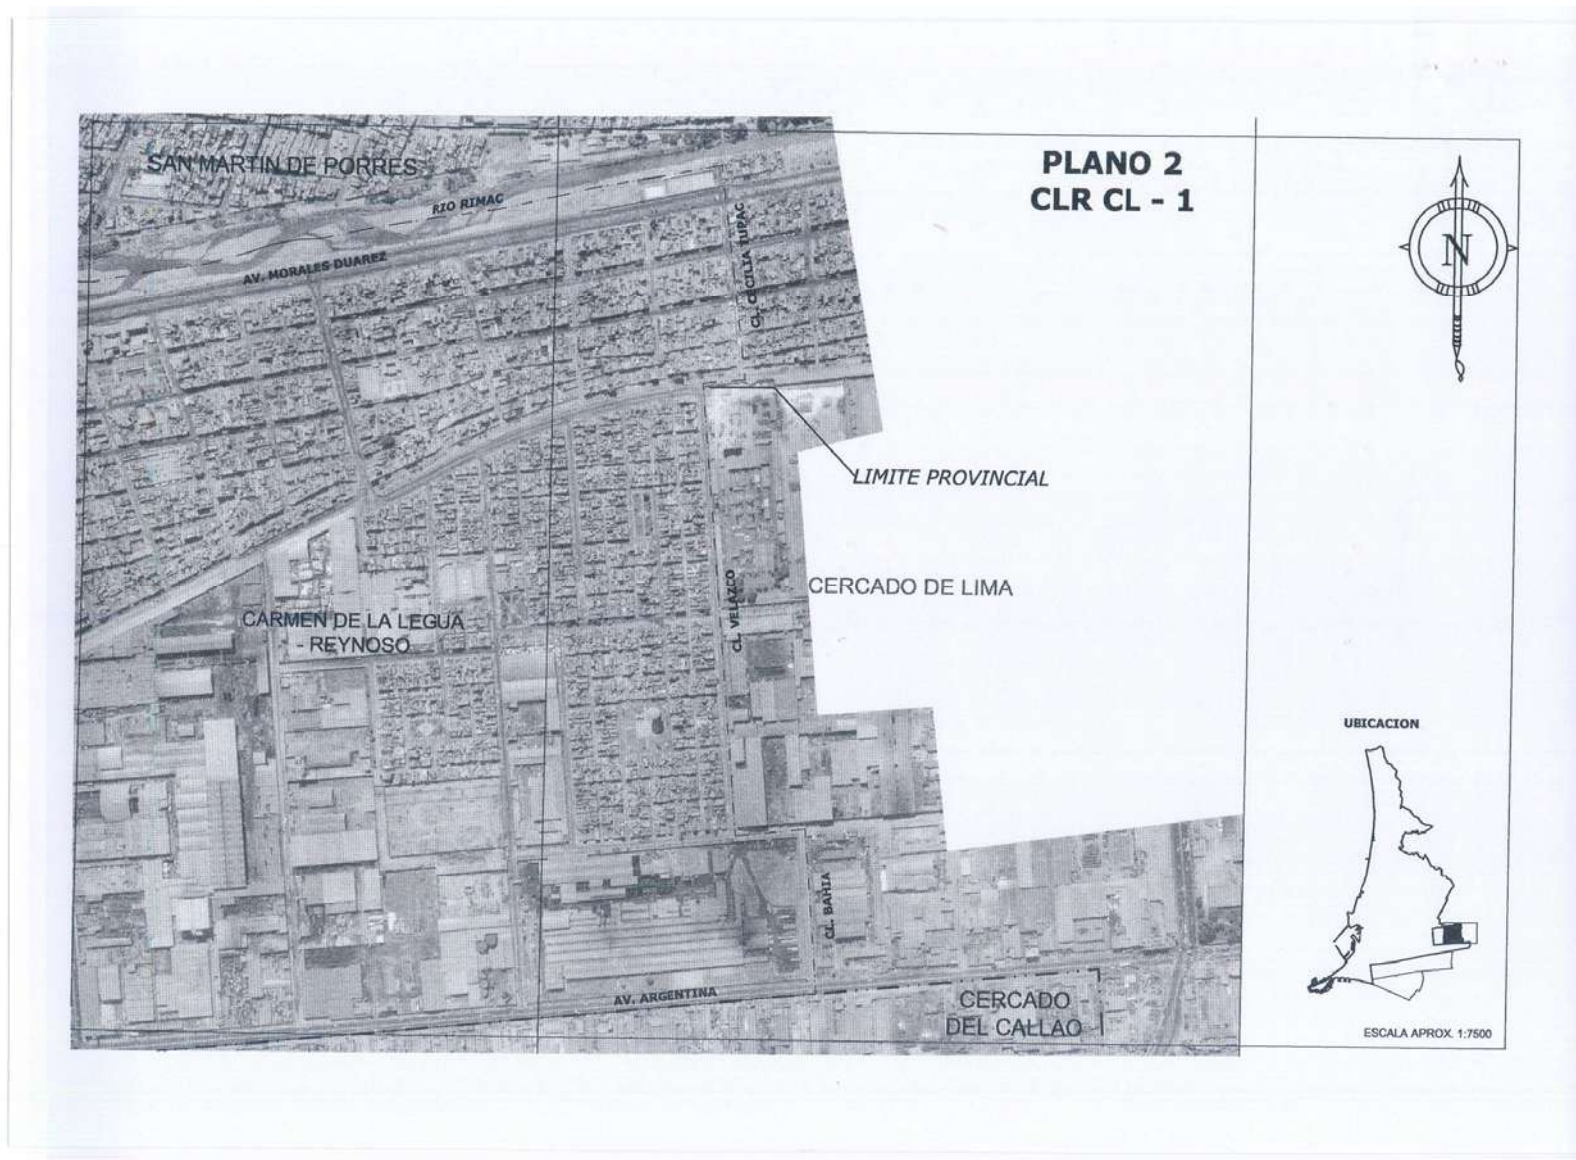 PLANO 2
CLR CL - 1
SAN MARTIN DE PORRES
RIO RIMAC
AV. MORALES DUAREZ
CL. CECILIA TUPAC
N
LIMITE PROVINCIAL
CERCADO DE LIMA
CL. VELAZCO
CARMEN DE LA LEGUA
- REYNOSO
UBICACION
CL. BAHIA
AV. ARGENTINA
CERCADO
DEL CALLAO
ESCALA APROX. 1:7500